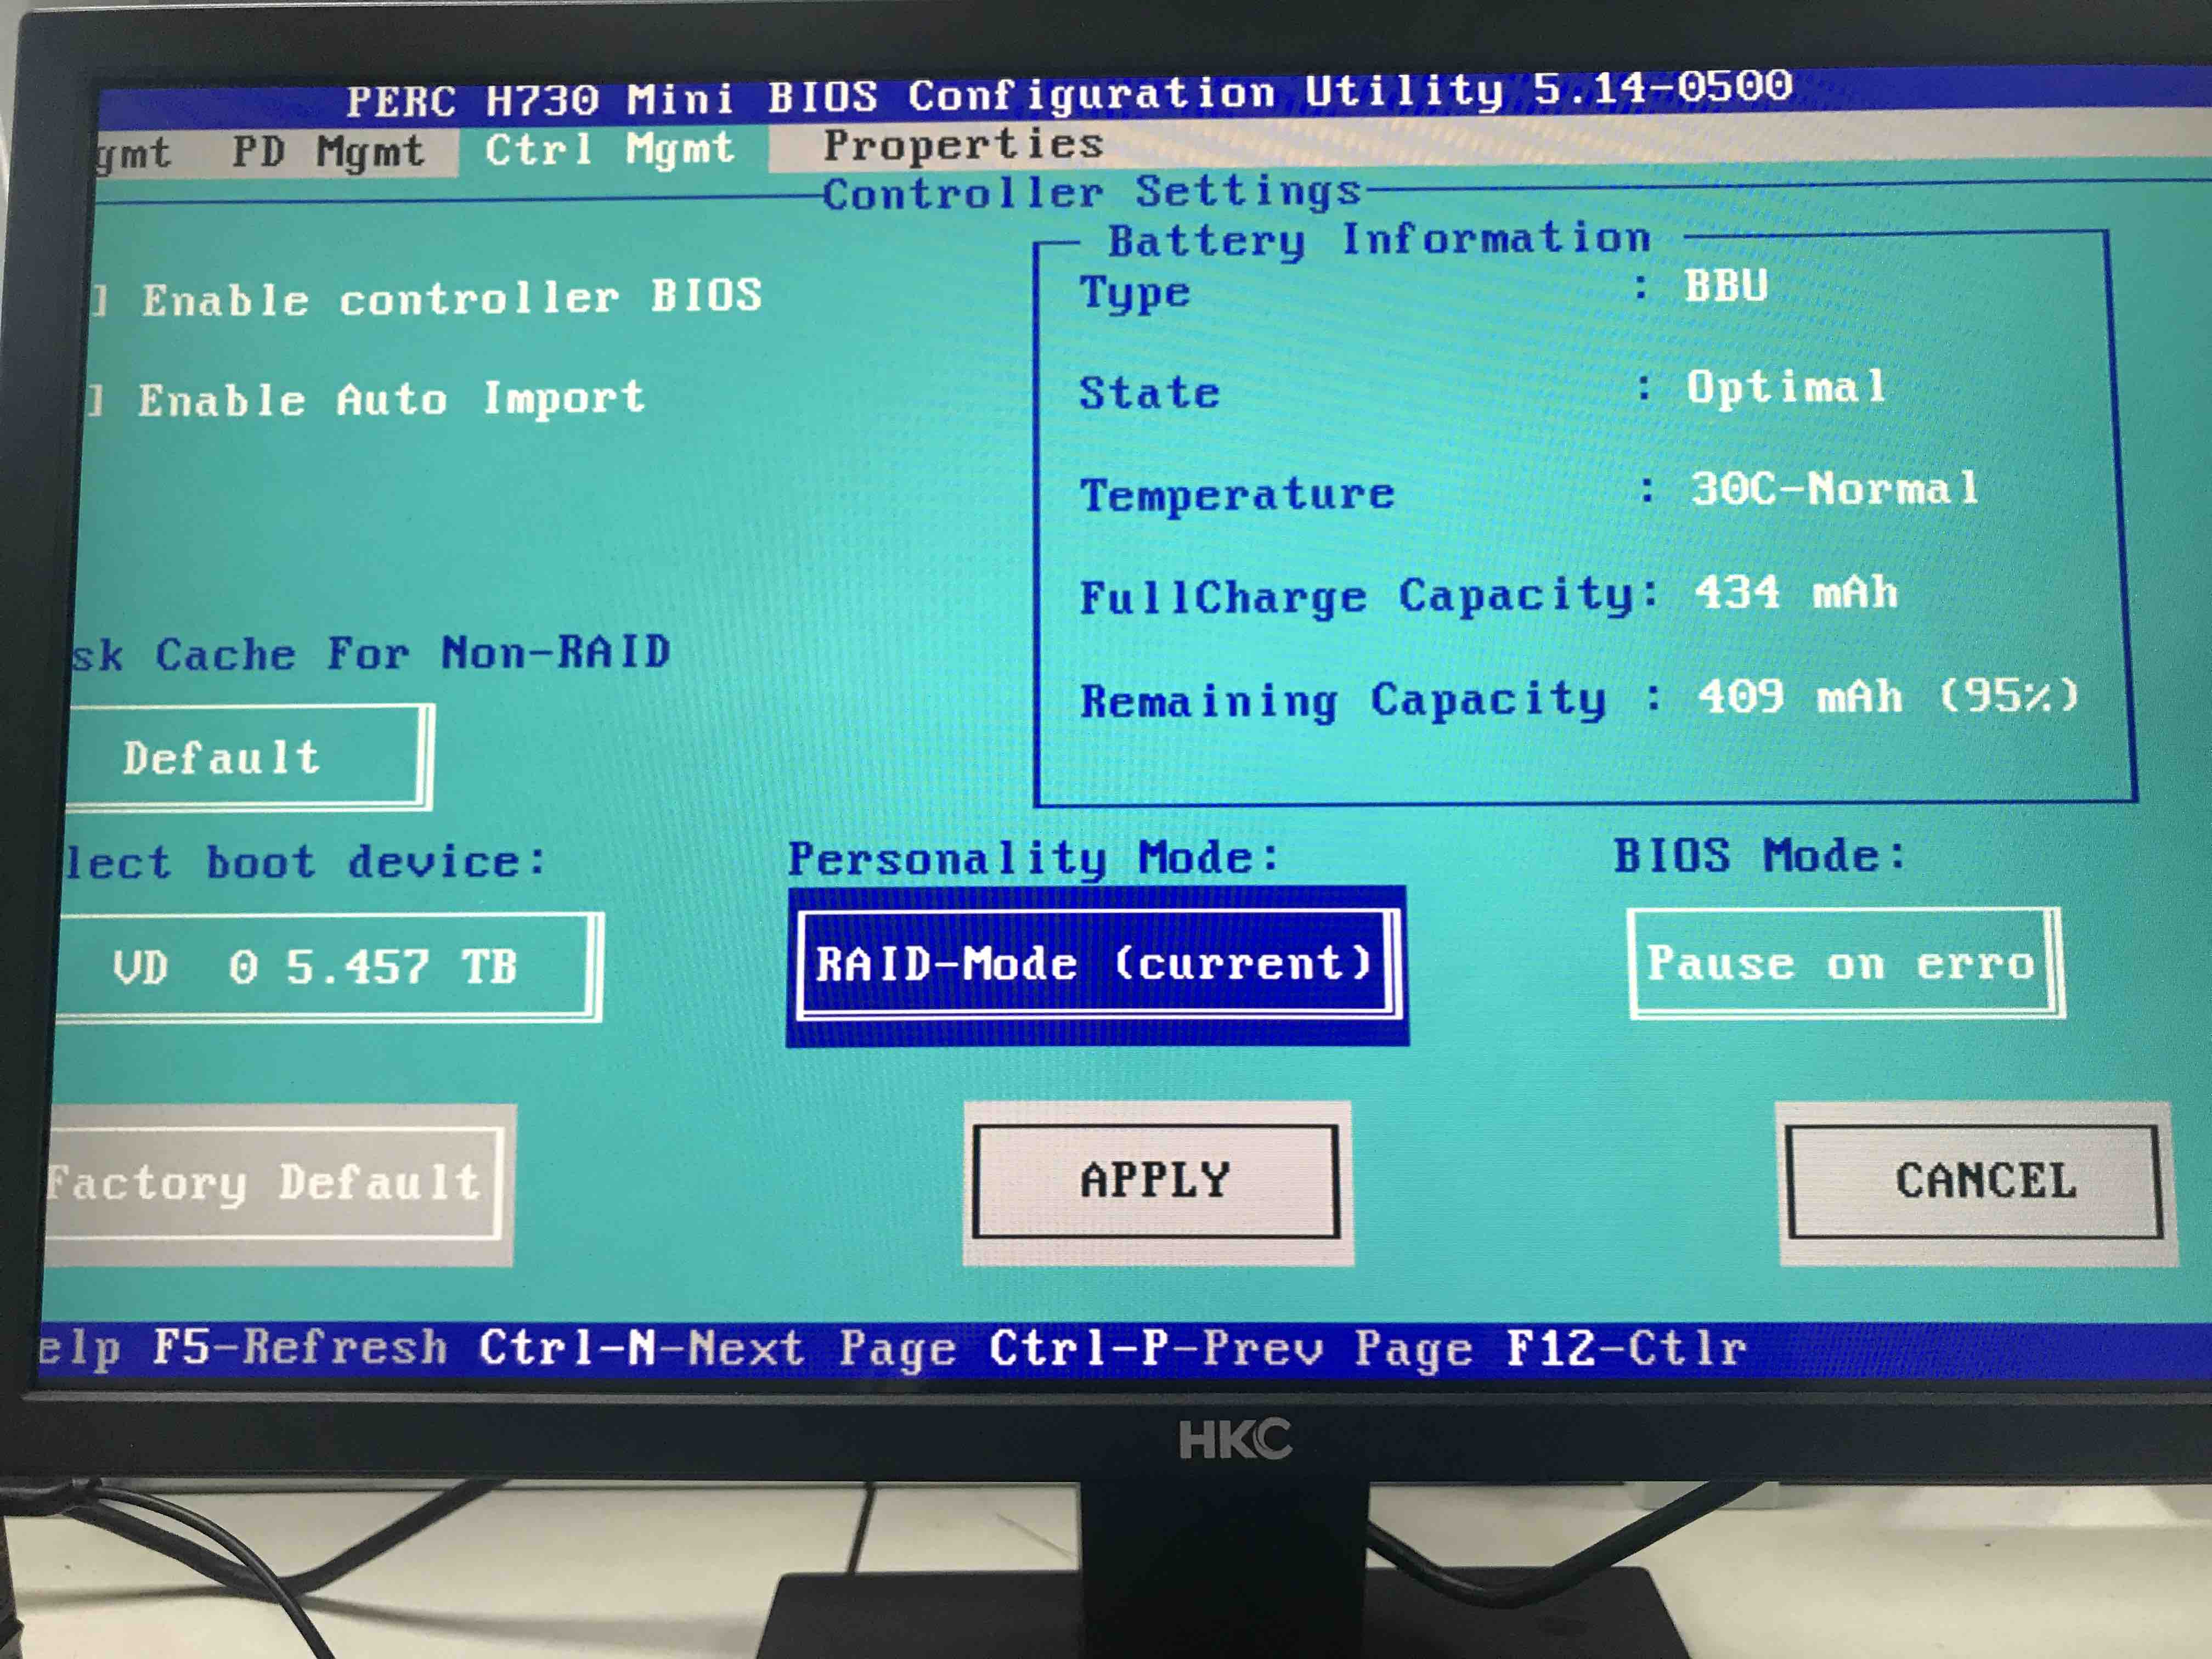 PERC H730 Mini BIOS Configuration Utility 5.14-0500
gmt PD Mgmt Ctrl Mgmt Properties
Controller Settings
] Enable controller BIOS
] Enable Auto Import
Battery Information
Type : BBU
State : Optimal
Temperature : 30C-Normal
FullCharge Capacity: 434 mAh
Remaining Capacity : 409 mAh (95%)
sk Cache For Non-RAID
Default
lect boot device:
Personality Mode:
BIOS Mode:
VD 0 5.457 TB
RAID-Mode (current)
Pause on erro
Factory Default
APPLY
CANCEL
elp F5-Refresh Ctrl-N-Next Page Ctrl-P-Prev Page F12-Ctlr
HKC